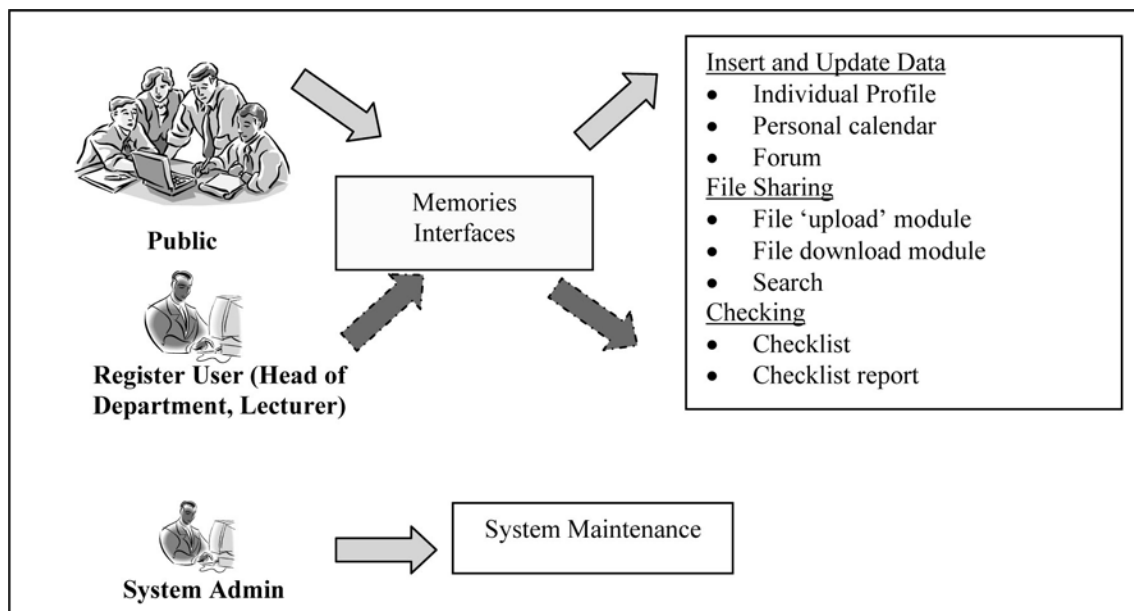 Public
Register User (Head of
Department, Lecturer)
Memories
Interfaces
Insert and Update Data
• Individual Profile
• Personal calendar
• Forum
File Sharing
• File ‘upload’ module
• File download module
• Search
Checking
• Checklist
• Checklist report
System Admin
System Maintenance